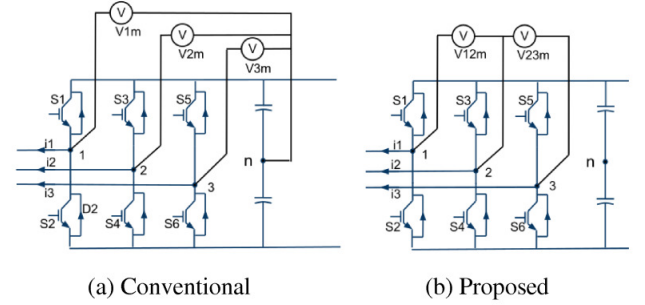 V
V1m
V
V2m
V
V3m
S1
S3
S5
i1
1
i2
2
n
i3
3
D2
S2
S4
S6
(a) Conventional
V
V12m
V
V23m
S1
S3
S5
i1
1
i2
2
n
i3
3
S2
S4
S6
(b) Proposed